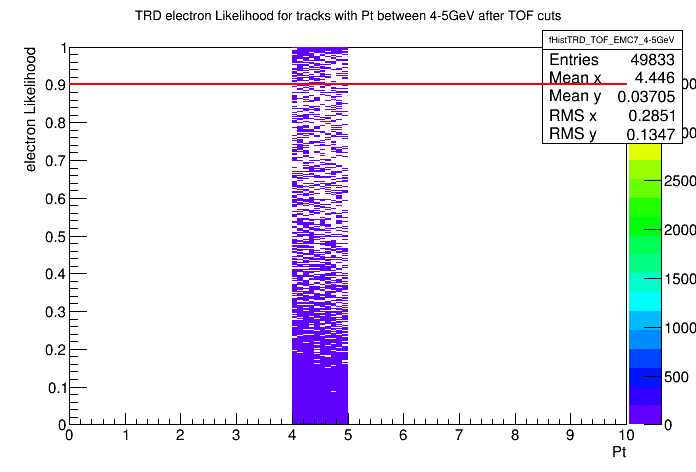 TRD electron Likelihood for tracks with Pt between 4-5GeV after TOF cuts
fHistTRD_TOF_EMC7_4-5GeV
Entries 49833
Mean x 4.446
Mean y 0.03705
RMS x 0.2851
RMS y 0.1347
electron Likelihood
1
0.9
0.8
0.7
0.6
0.5
0.4
0.3
0.2
0.1
0
0 1 2 3 4 5 6 7 8 9 10
Pt
2500
2000
1500
1000
500
0